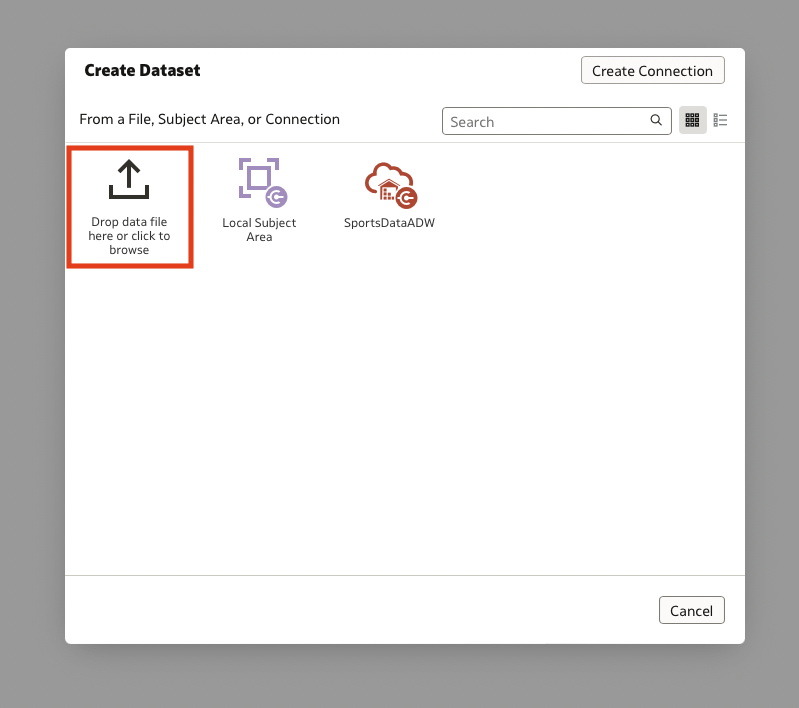 Create Dataset
Create Connection
From a File, Subject Area, or Connection
Search
Drop data file
here or click to
browse
Local Subject
Area
SportsDataADW
Cancel